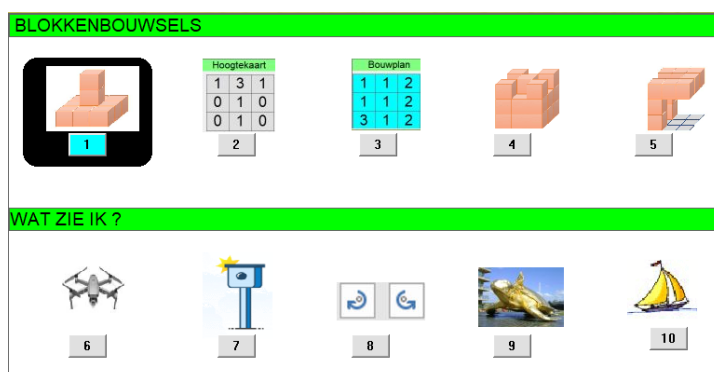 BLOKKENBOUWSELS
Hoogtekaart
1 3 1
0 1 0
0 1 0
Bouwplan
1 1 2
1 1 2
3 1 2
1 2 3 4 5
WAT ZIE IK ?
6 7 8 9 10